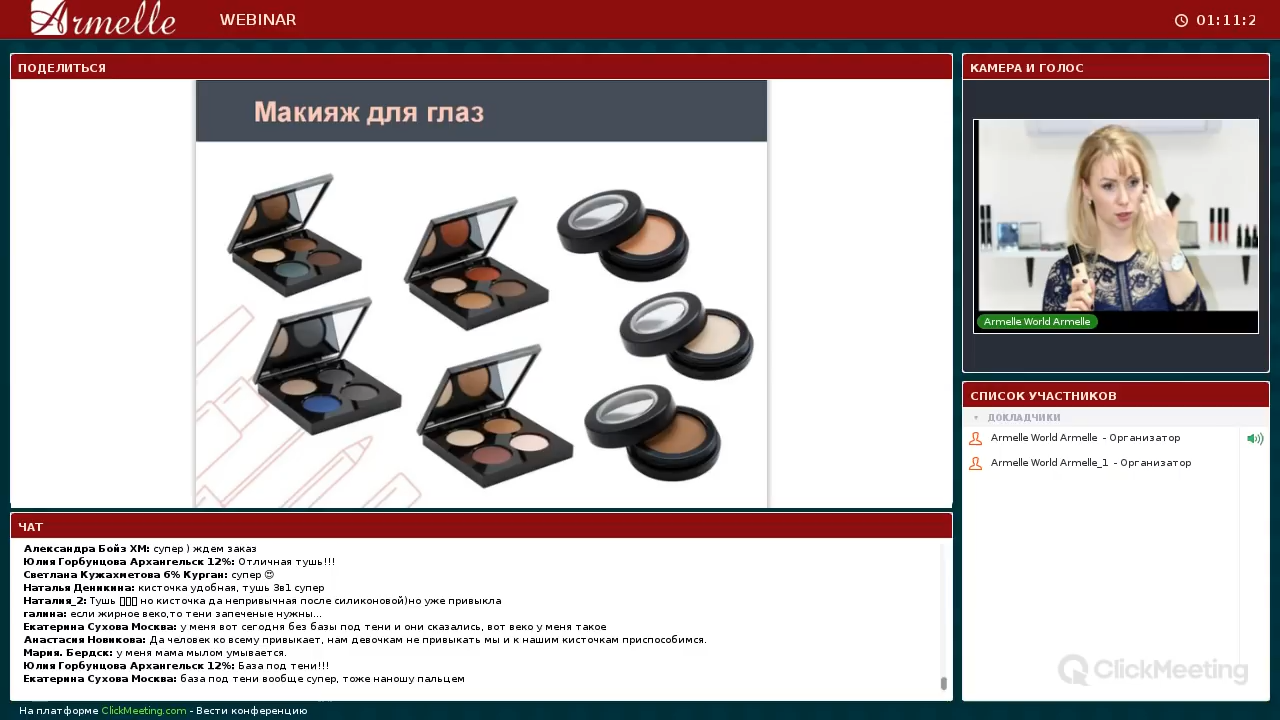 Armelle
WEBINAR
01:11:2
ПОДЕЛИТЬСЯ
Макияж для глаз
КАМЕРА И ГОЛОС
Armelle World Armelle
СПИСОК УЧАСТНИКОВ
ДОКЛАДЧИКИ
Armelle World Armelle - Организатор
Armelle World Armelle_1 - Организатор
ClickMeeting
ЧАТ
Александра Бойз ХМ: супер ) ждем заказ
Юлия Горбунцова Архангельск 12%: Отличная тушь!!!
Светлана Кужахметова 6% Курган: супер 😍
Наталья Деникина: кисточка удобная, тушь 3в1 супер
Наталия_2: Тушь ▯▯▯ но кисточка да непривычная после силиконовой)но уже привыкла
галина: если жирное веко,то тени запеченые нужны...
Екатерина Сухова Москва: у меня вот сегодня без базы под тени и они сказались, вот веко у меня такое
Анастасия Новикова: Да человек ко всему привыкает, нам девочкам не привыкать мы и к нашим кисточкам приспособимся.
Мария. Бердск: у меня мама мылом умывается.
Юлия Горбунцова Архангельск 12%: База под тени!!!
Екатерина Сухова Москва: база под тени вообще супер, тоже наношу пальцем
На платформе ClickMeeting.com - Вести конференцию